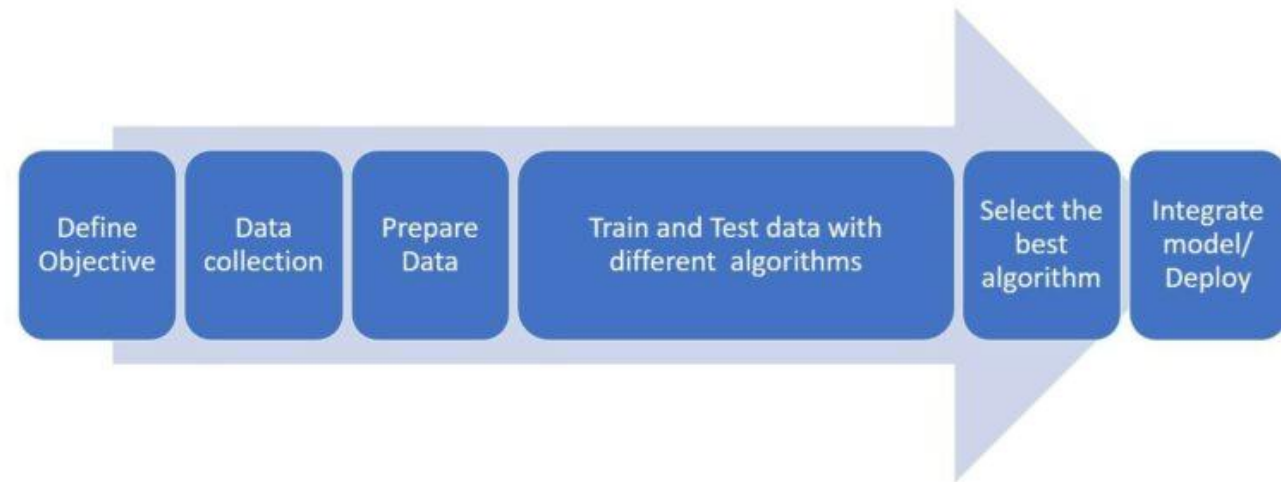 Define
Objective
Data
collection
Prepare
Data
Train and Test data with
different algorithms
Select the
best
algorithm
Integrate
model/
Deploy